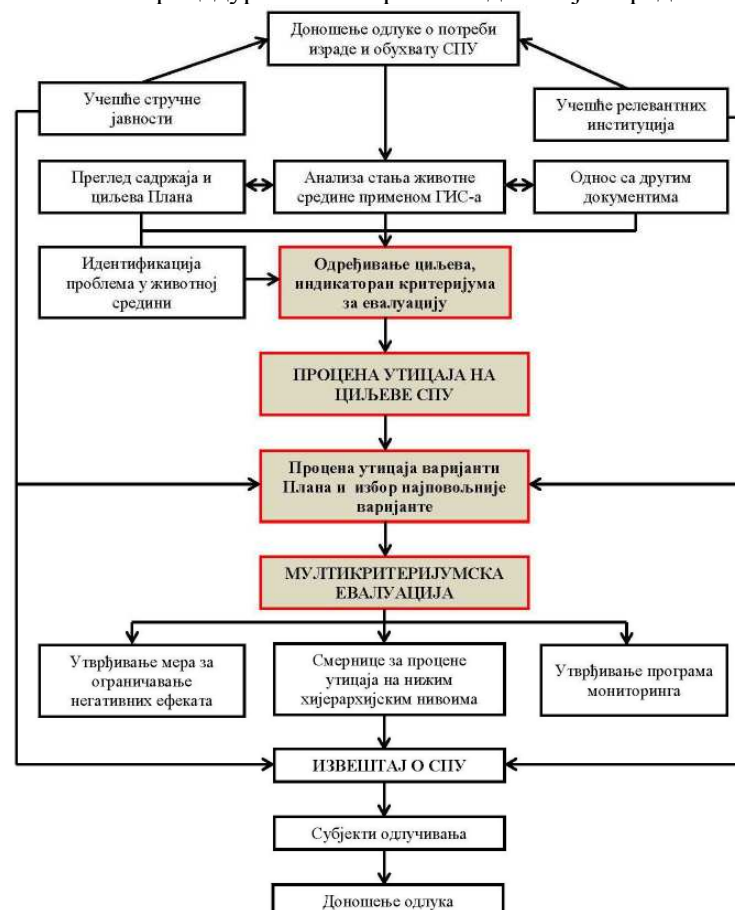 Доношење одлуке о потреби
израде и обухвату СПУ
Учешће стручне
јавности
Учешће релевантних
институција
Преглед садржаја и
циљева Плана
Анализа стања животне
средине применом ГИС-а
Однос са другим
документима
Идентификација
проблема у животној
средини
Одређивање циљева,
индикатораи критеријума
за евалуацију
ПРОЦЕНА УТИЦАЈА НА
ЦИЉЕВЕ СПУ
Процена утицаја варијанти
Плана и избор најповољније
варијанте
МУЛТИКРИТЕРИЈУМСКА
ЕВАЛУАЦИЈА
Утврђивање мера за
ограничавање
негативних ефеката
Смернице за процене
утицаја на нижим
хијерархијским нивоима
Утврђивање програма
мониторинга
ИЗВЕШТАЈ О СПУ
Субјекти одлучивања
Доношење одлука